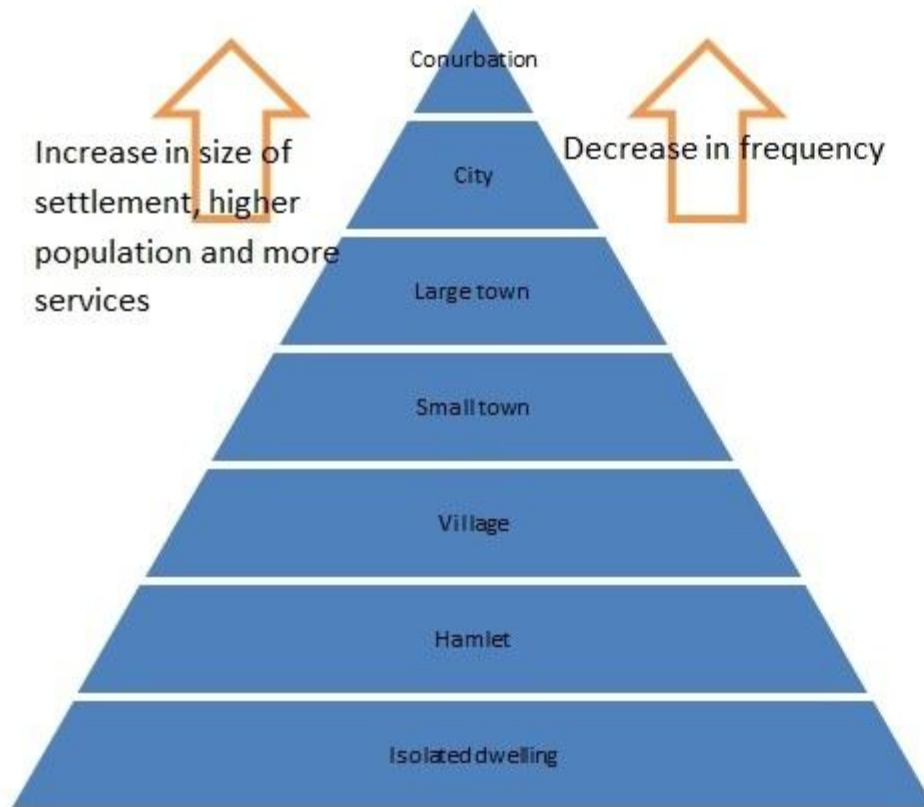 Conurbation
Increase in size of
settlement, higher
population and more
services
Decrease in frequency
City
Large town
Small town
Village
Hamlet
Isolated dwelling